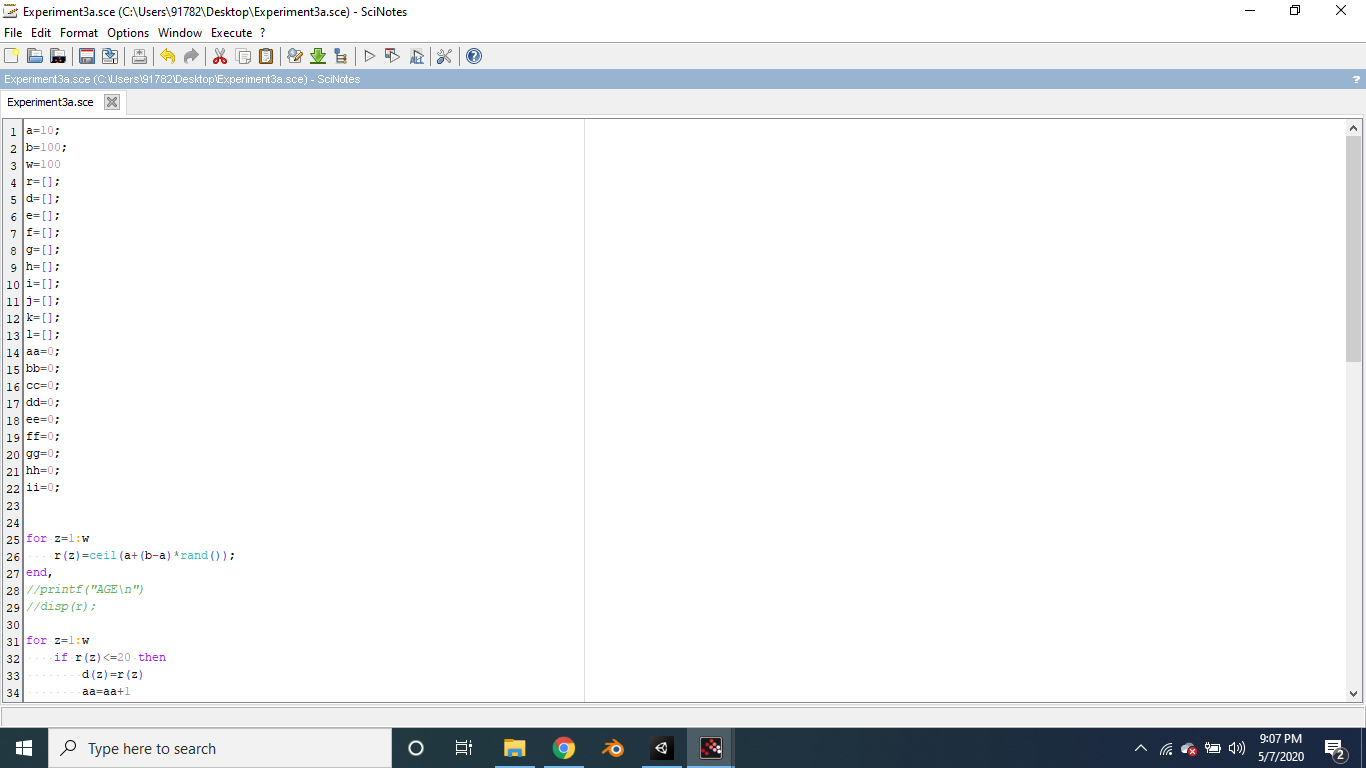 Experiment3a.sce (C:\Users\91782\Desktop\Experiment3a.sce) - SciNotes
File Edit Format Options Window Execute ?
Experiment3a.sce (C:\Users\91782\Desktop\Experiment3a.sce) - SciNotes ?
Experiment3a.sce
1 a=10;
2 b=100;
3 w=100
4 r=[];
5 d=[];
6 e=[];
7 f=[];
8 g=[];
9 h=[];
10 i=[];
11 j=[];
12 k=[];
13 l=[];
14 aa=0;
15 bb=0;
16 cc=0;
17 dd=0;
18 ee=0;
19 ff=0;
20 gg=0;
21 hh=0;
22 ii=0;
23
24
25 for z=1:w
26 r(z)=ceil(a+(b-a)*rand());
27 end,
28 //printf("AGE\n")
29 //disp(r);
30
31 for z=1:w
32 if r(z)<=20 then
33 d(z)=r(z)
34 aa=aa+1
Type here to search
9:07 PM
5/7/2020
2